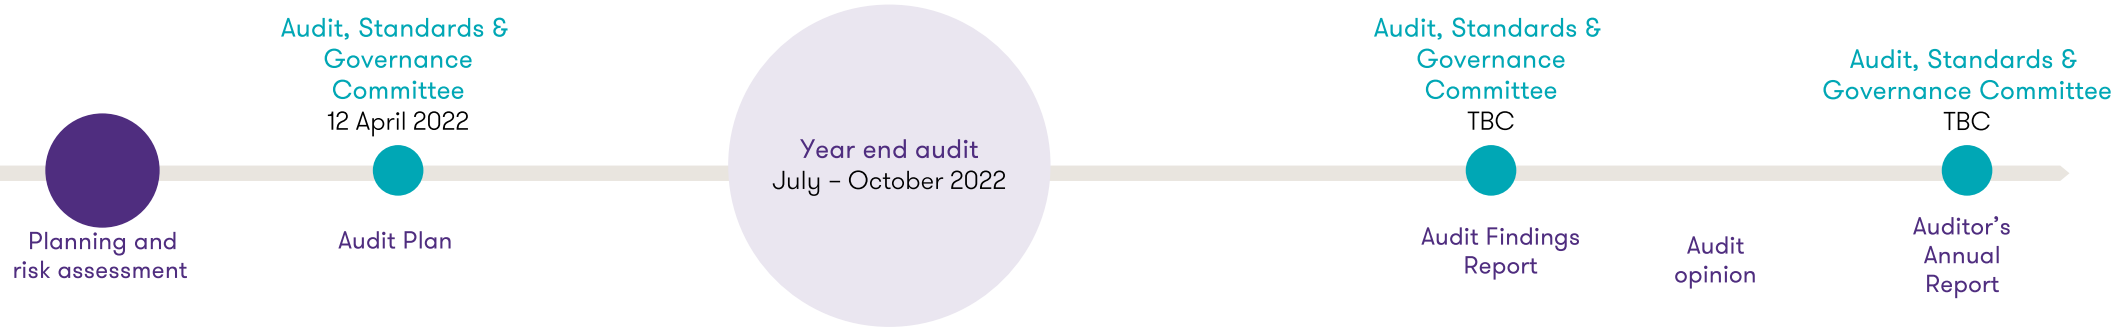 Planning and
risk assessment
Audit, Standards &
Governance
Committee
12 April 2022
Audit Plan
Year end audit
July – October 2022
Audit, Standards &
Governance
Committee
TBC
Audit Findings
Report
Audit
opinion
Audit, Standards &
Governance Committee
TBC
Auditor’s
Annual
Report